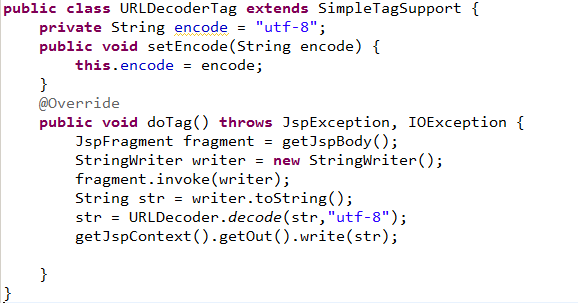 public class URLDecoderTag extends SimpleTagSupport {
    private String encode = "utf-8";
    public void setEncode(String encode) {
        this.encode = encode;
    }
    @Override
    public void doTag() throws JspException, IOException {
        JspFragment fragment = getJspBody();
        StringWriter writer = new StringWriter();
        fragment.invoke(writer);
        String str = writer.toString();
        str = URLDecoder.decode(str,"utf-8");
        getJspContext().getOut().write(str);
    }
}